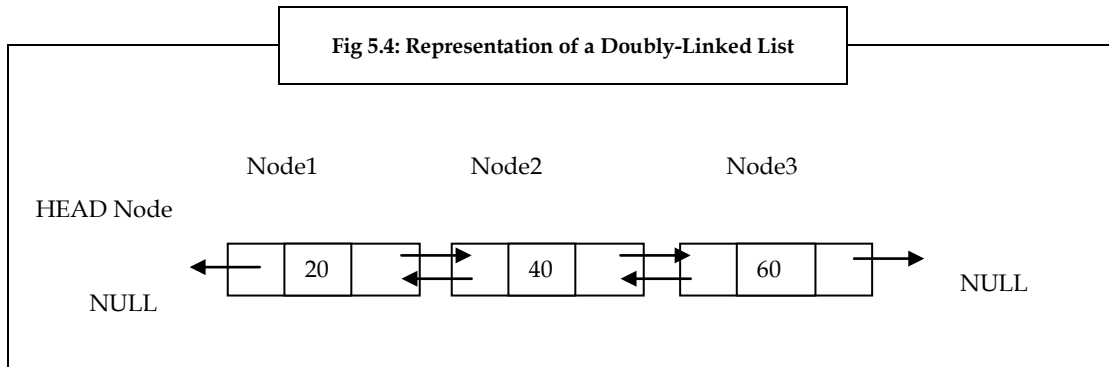 Fig 5.4: Representation of a Doubly-Linked List
Node1 Node2 Node3
HEAD Node
20 40 60
NULL NULL